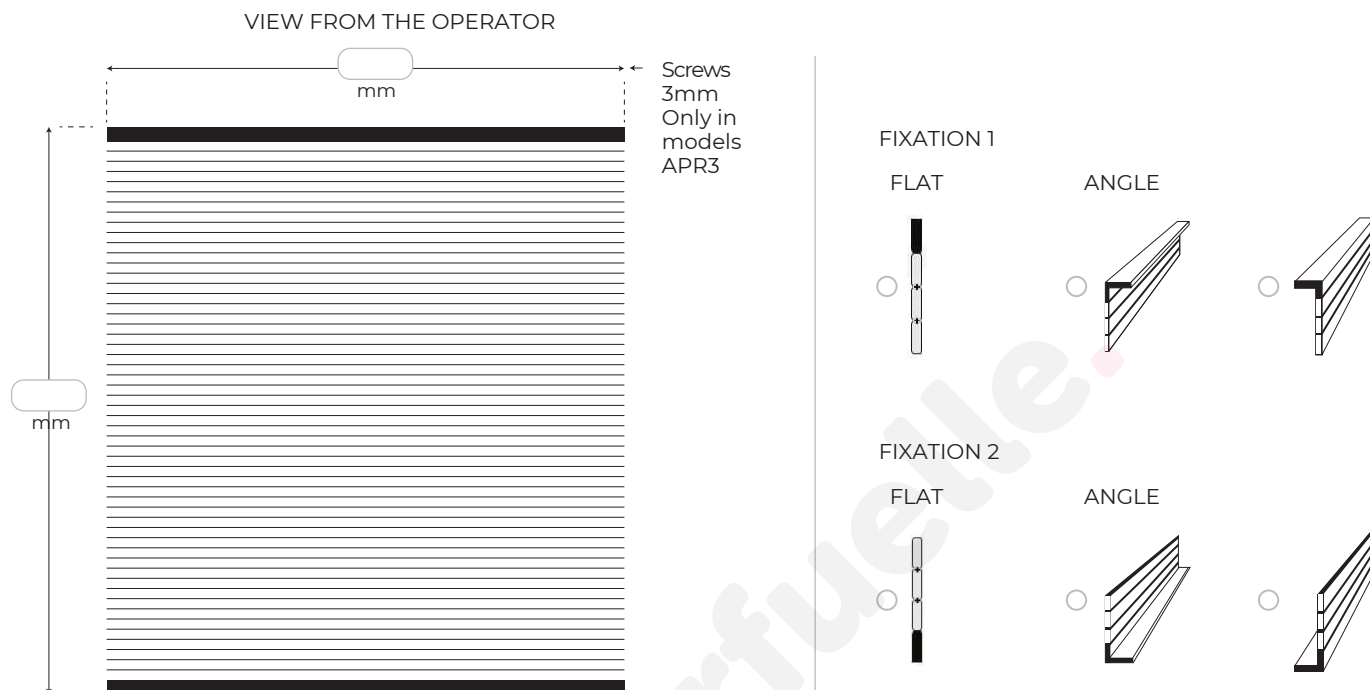 VIEW FROM THE OPERATOR
mm
Screws
3mm
Only in
models
APR3
mm
FIXATION 1
FLAT
ANGLE
FIXATION 2
FLAT
ANGLE
rfuelle.